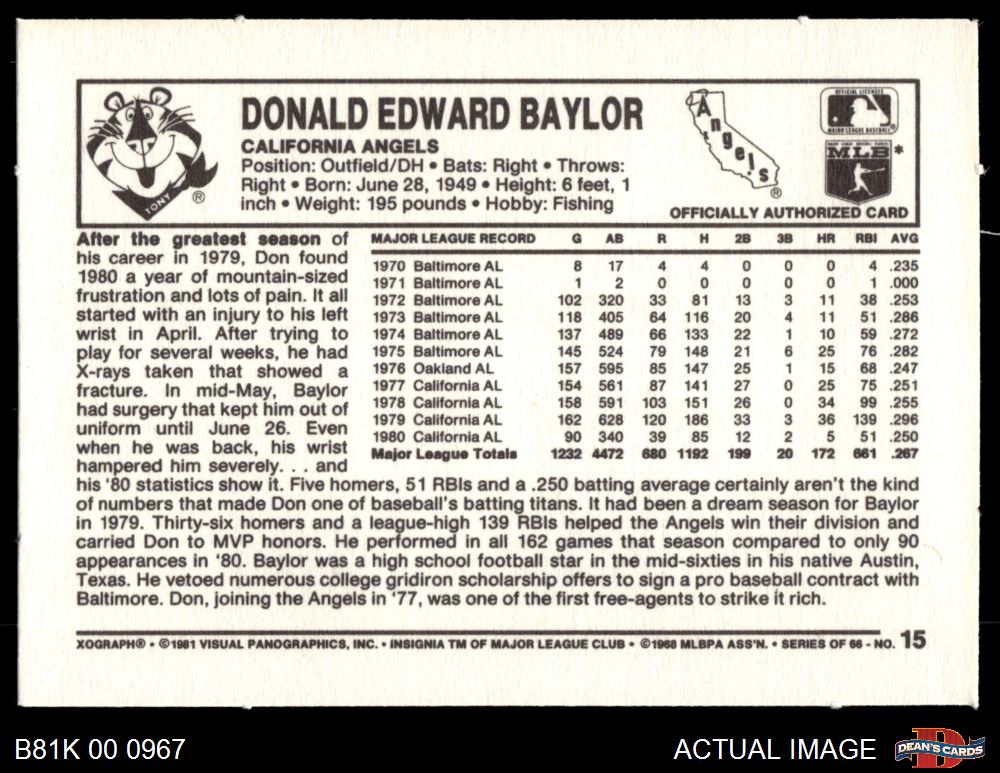 DONALD EDWARD BAYLOR
CALIFORNIA ANGELS
Position: Outfield/DH • Bats: Right • Throws:
Right • Born: June 28, 1949 • Height: 6 feet, 1
inch • Weight: 195 pounds • Hobby: Fishing
TONY ®
Angels ®
OFFICIAL LICENSEE
MAJOR LEAGUE BASEBALL
MLB *
OFFICIALLY AUTHORIZED CARD
After the greatest season of
his career in 1979, Don found
1980 a year of mountain-sized
frustration and lots of pain. It all
started with an injury to his left
wrist in April. After trying to
play for several weeks, he had
X-rays taken that showed a
fracture. In mid-May, Baylor
had surgery that kept him out of
uniform until June 26. Even
when he was back, his wrist
hampered him severely. . . and
MAJOR LEAGUE RECORD G AB R H 2B 3B HR RBI AVG
1970 Baltimore AL 8 17 4 4 0 0 0 4 .235
1971 Baltimore AL 1 2 0 0 0 0 0 1 .000
1972 Baltimore AL 102 320 33 81 13 3 11 38 .253
1973 Baltimore AL 118 405 64 116 20 4 11 51 .286
1974 Baltimore AL 137 489 66 133 22 1 10 59 .272
1975 Baltimore AL 145 524 79 148 21 6 25 76 .282
1976 Oakland AL 157 595 85 147 25 1 15 68 .247
1977 California AL 154 561 87 141 27 0 25 75 .251
1978 California AL 158 591 103 151 26 0 34 99 .255
1979 California AL 162 628 120 186 33 3 36 139 .296
1980 California AL 90 340 39 85 12 2 5 51 .250
Major League Totals 1232 4472 680 1192 199 20 172 661 .267
his '80 statistics show it. Five homers, 51 RBIs and a .250 batting average certainly aren't the kind
of numbers that made Don one of baseball's batting titans. It had been a dream season for Baylor
in 1979. Thirty-six homers and a league-high 139 RBIs helped the Angels win their division and
carried Don to MVP honors. He performed in all 162 games that season compared to only 90
appearances in '80. Baylor was a high school football star in the mid-sixties in his native Austin,
Texas. He vetoed numerous college gridiron scholarship offers to sign a pro baseball contract with
Baltimore. Don, joining the Angels in '77, was one of the first free-agents to strike it rich.
XOGRAPH® • ©1981 VISUAL PANOGRAPHICS, INC. • INSIGNIA TM OF MAJOR LEAGUE CLUB • ©1968 MLBPA ASS'N. • SERIES OF 66 - NO. 15
B81K 00 0967
ACTUAL IMAGE
DEAN'S CARDS